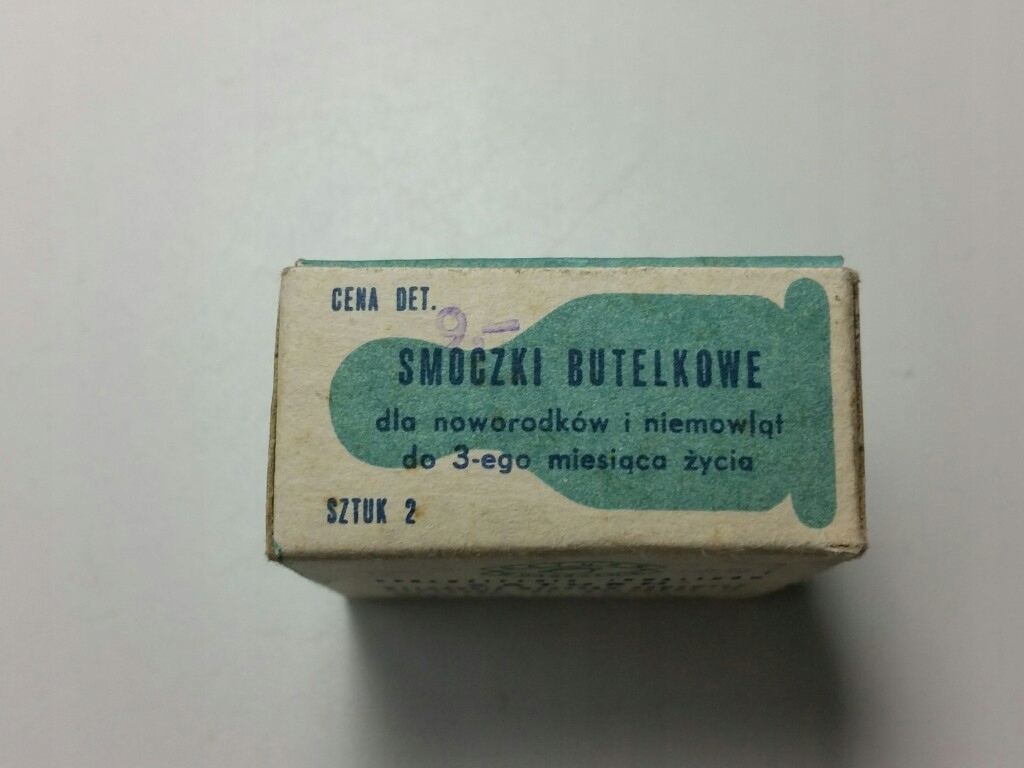 CENA DET.
9.–
SMOCZKI BUTELKOWE
dla noworodków i niemowląt
do 3-ego miesiąca życia
SZTUK 2